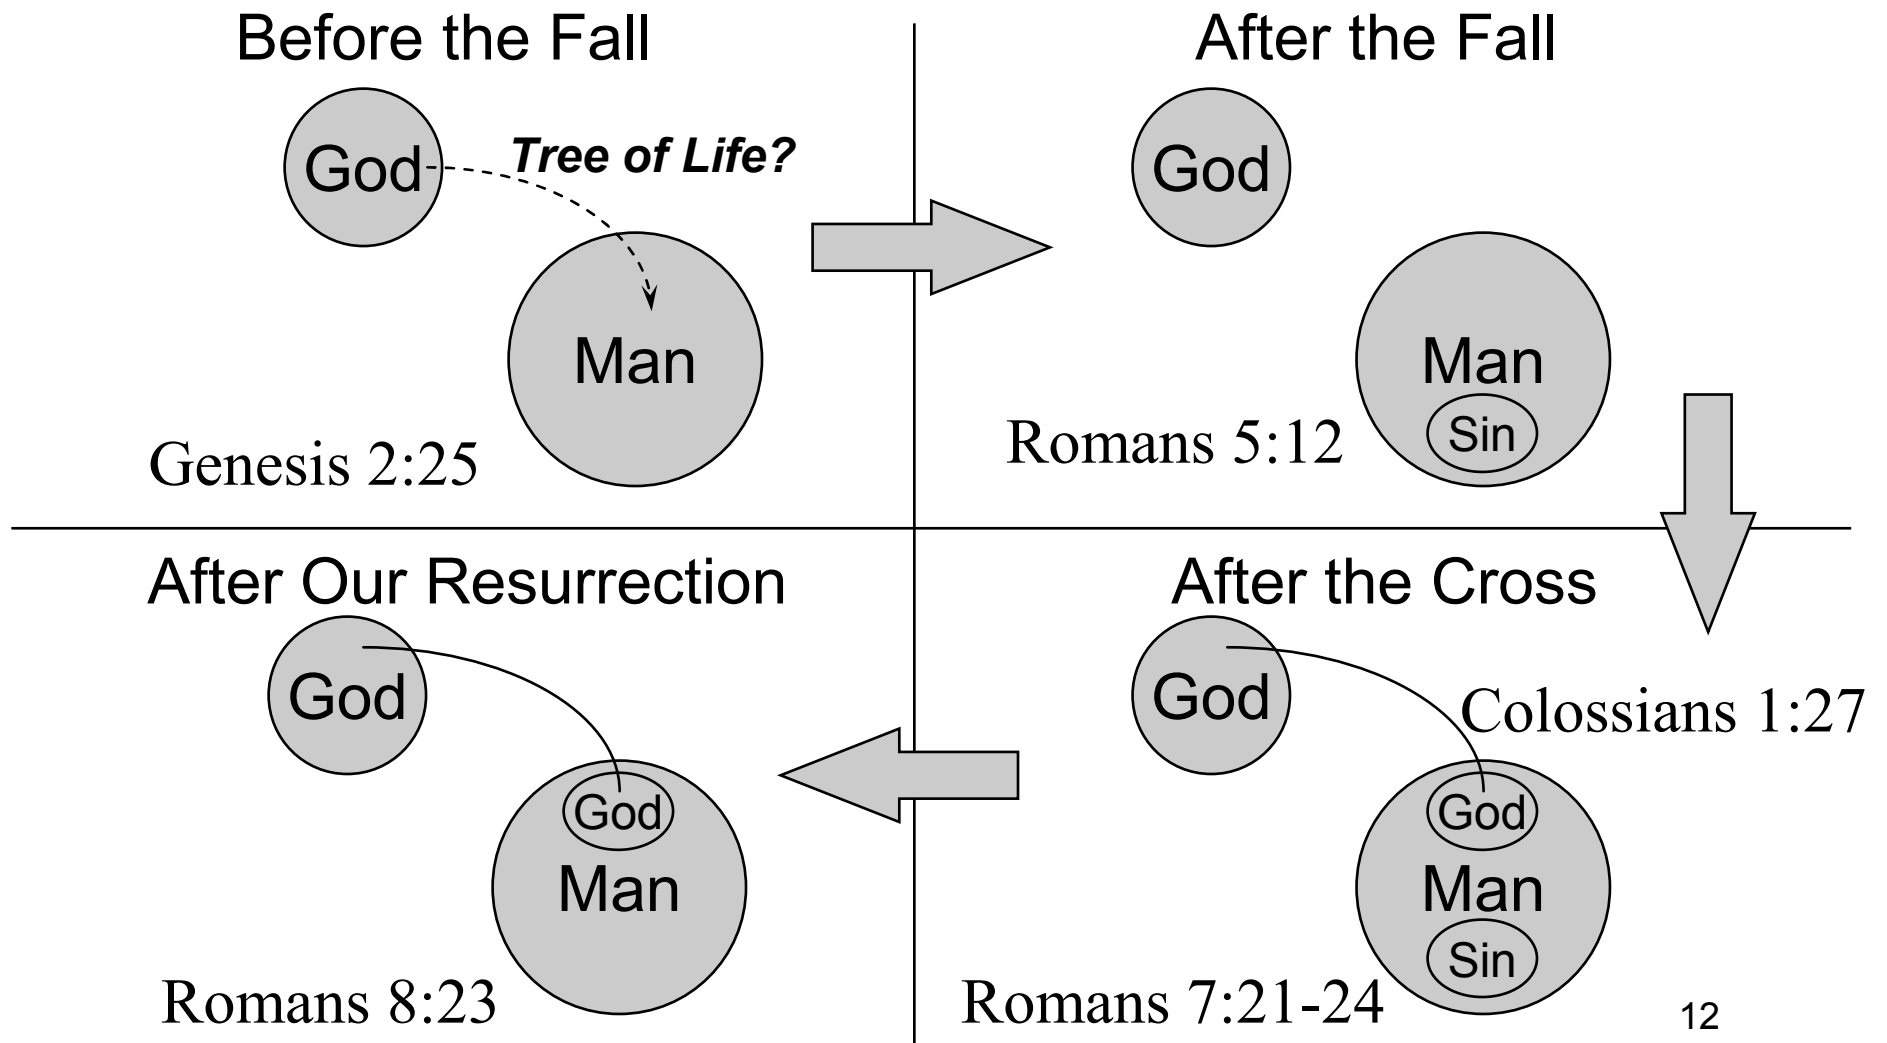 Before the Fall
God
Tree of Life?
Man
Genesis 2:25
After the Fall
God
Man
Sin
Romans 5:12
After the Cross
God
Colossians 1:27
God
Man
Sin
Romans 7:21-24
After Our Resurrection
God
God
Man
Romans 8:23
12